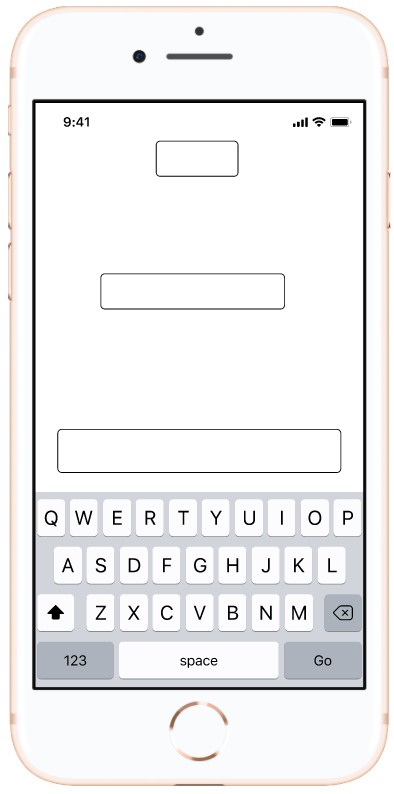 9:41
Q W E R T Y U I O P
A S D F G H J K L
Z X C V B N M
123 space Go